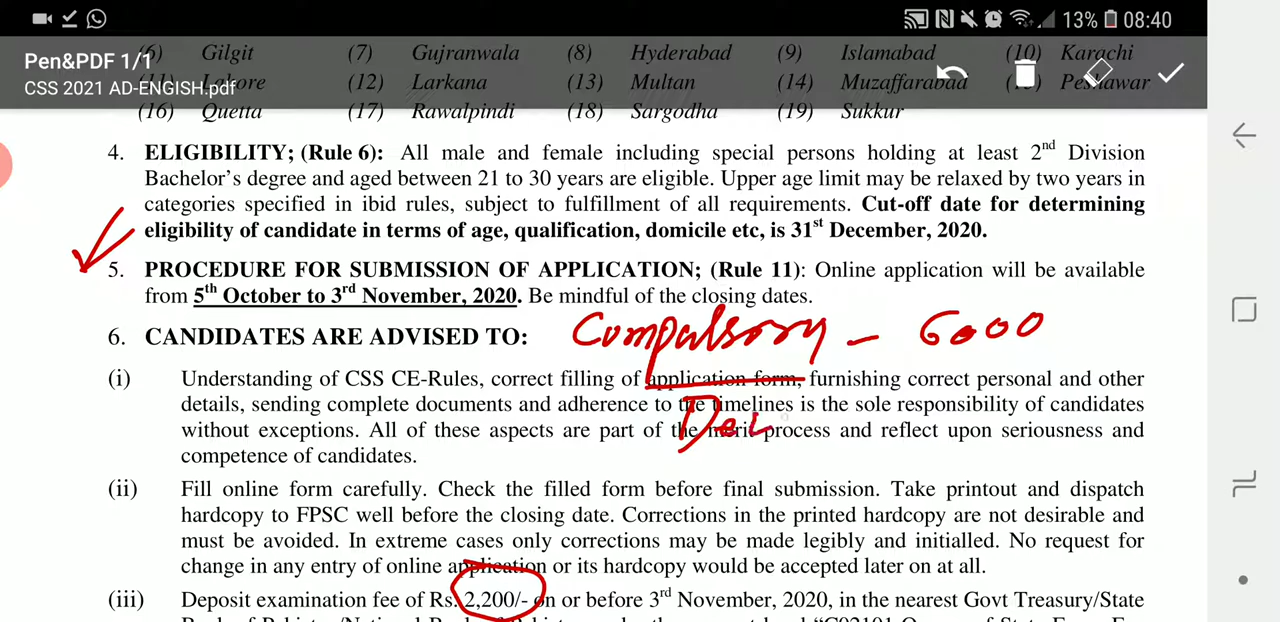 13% 08:40
Pen&PDF 1/1
CSS 2021 AD-ENGISH.pdf
(6) Gilgit (7) Gujranwala (8) Hyderabad (9) Islamabad (10) Karachi
(11) Lahore (12) Larkana (13) Multan (14) Muzaffarabad (15) Peshawar
(16) Quetta (17) Rawalpindi (18) Sargodha (19) Sukkur
4. ELIGIBILITY; (Rule 6): All male and female including special persons holding at least 2nd Division
Bachelor's degree and aged between 21 to 30 years are eligible. Upper age limit may be relaxed by two years in
categories specified in ibid rules, subject to fulfillment of all requirements. Cut-off date for determining
eligibility of candidate in terms of age, qualification, domicile etc, is 31st December, 2020.
5. PROCEDURE FOR SUBMISSION OF APPLICATION; (Rule 11): Online application will be available
from 5th October to 3rd November, 2020. Be mindful of the closing dates.
6. CANDIDATES ARE ADVISED TO:
Compulsory - 6000
(i) Understanding of CSS CE-Rules, correct filling of application form, furnishing correct personal and other
details, sending complete documents and adherence to the timelines is the sole responsibility of candidates
Dec
without exceptions. All of these aspects are part of the merit process and reflect upon seriousness and
competence of candidates.
(ii) Fill online form carefully. Check the filled form before final submission. Take printout and dispatch
hardcopy to FPSC well before the closing date. Corrections in the printed hardcopy are not desirable and
must be avoided. In extreme cases only corrections may be made legibly and initialled. No request for
change in any entry of online application or its hardcopy would be accepted later on at all.
(iii) Deposit examination fee of Rs. 2,200/- on or before 3rd November, 2020, in the nearest Govt Treasury/State